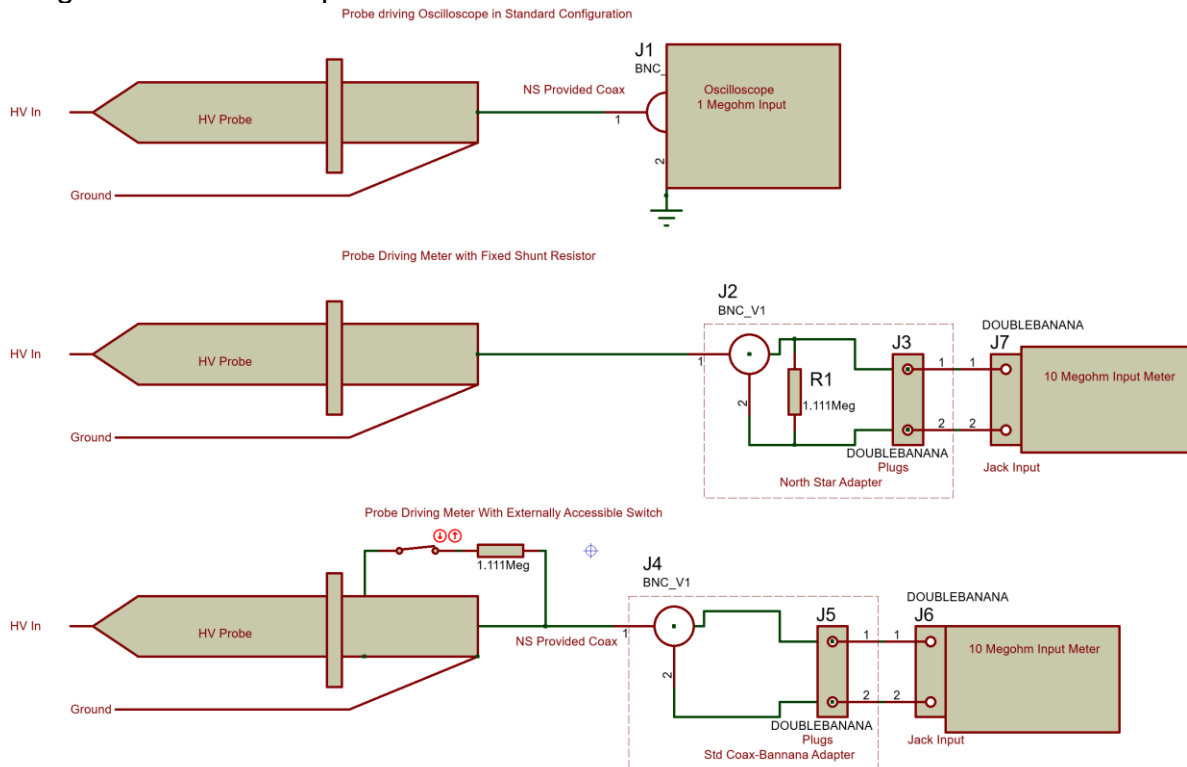 Probe driving Oscilloscope in Standard Configuration
J1
BNC_
NS Provided Coax
Oscilloscope
1 Megohm Input
HV In
HV Probe
1
2
Ground
Probe Driving Meter with Fixed Shunt Resistor
J2
BNC_V1
DOUBLEBANANA
J3
J7
HV In
HV Probe
1
1
1
10 Megohm Input Meter
R1
1.111Meg
2
2
2
Ground
DOUBLEBANANA
Plugs
Jack Input
North Star Adapter
Probe Driving Meter With Externally Accessible Switch
1.111Meg
J4
BNC_V1
DOUBLEBANANA
J5
J6
HV In
HV Probe
NS Provided Coax
1
1
1
10 Megohm Input Meter
2
2
2
Ground
DOUBLEBANANA
Plugs
Jack Input
Std Coax-Bannana Adapter